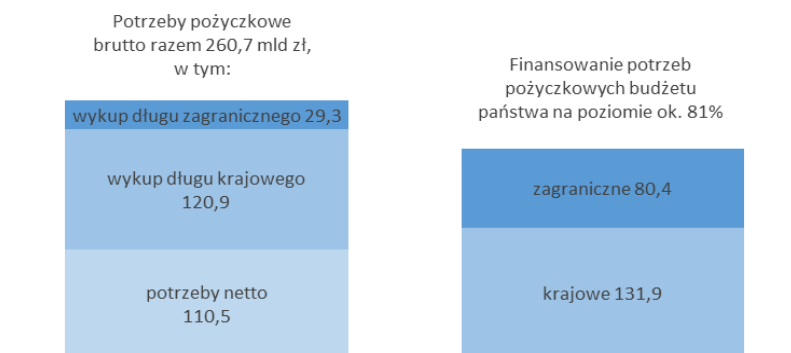 Potrzeby pożyczkowe
brutto razem 260,7 mld zł,
w tym:
wykup długu zagranicznego 29,3
wykup długu krajowego
120,9
potrzeby netto
110,5
Finansowanie potrzeb
pożyczkowych budżetu
państwa na poziomie ok. 81%
zagraniczne 80,4
krajowe 131,9